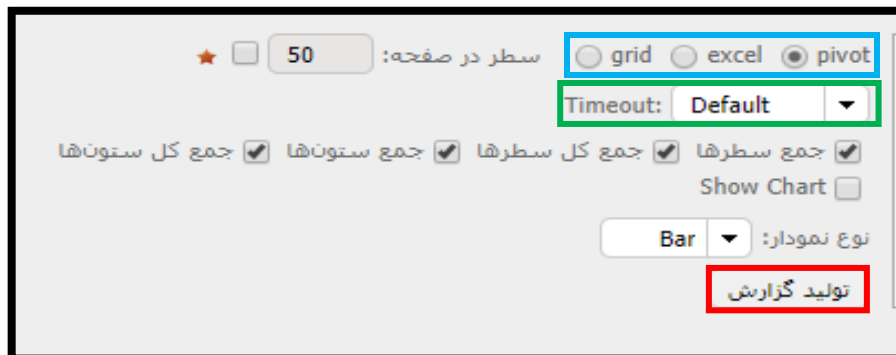 pivot excel grid سطر در صفحه: 50
Timeout: Default
جمع سطرها جمع کل سطرها جمع ستون‌ها جمع کل ستون‌ها
Show Chart
نوع نمودار: Bar
تولید گزارش